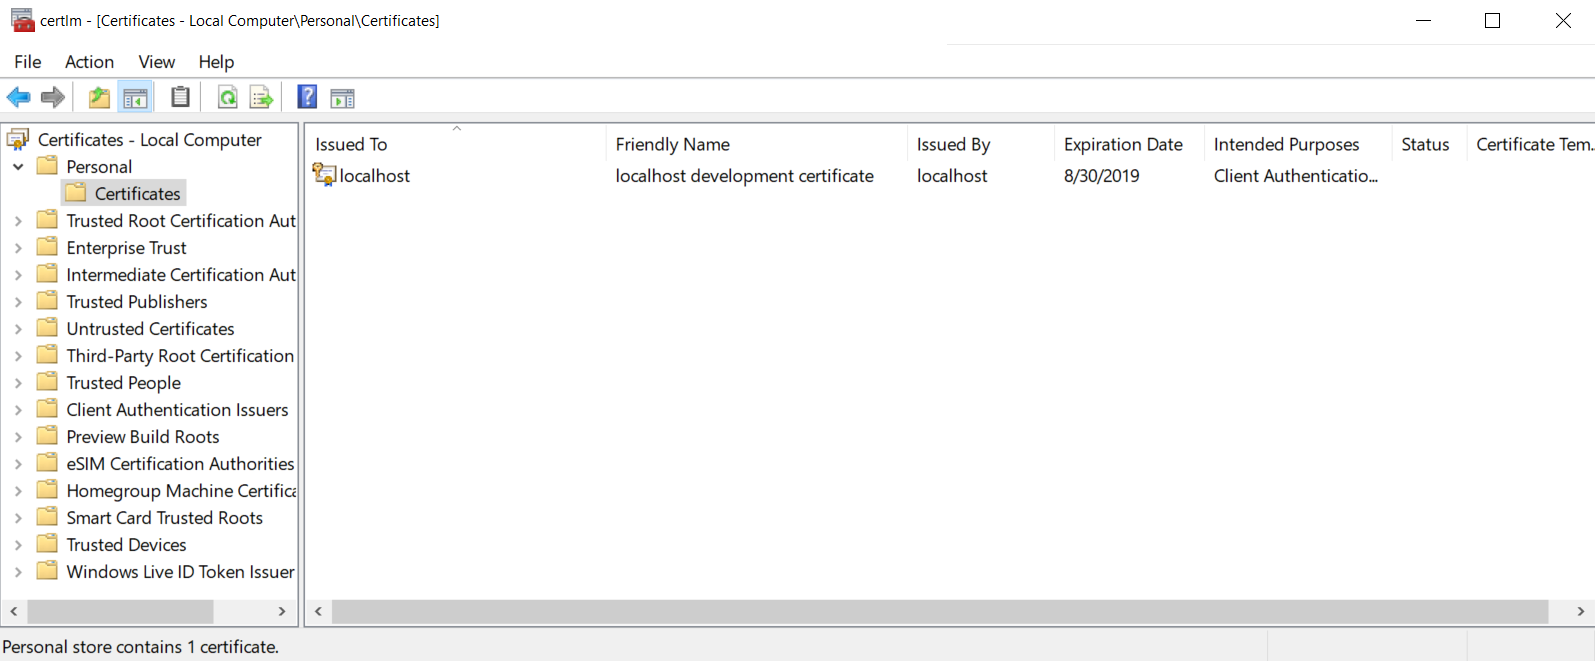 certlm - [Certificates - Local Computer\Personal\Certificates]
File Action View Help
Certificates - Local Computer
Personal
Certificates
Trusted Root Certification Aut
Enterprise Trust
Intermediate Certification Aut
Trusted Publishers
Untrusted Certificates
Third-Party Root Certification
Trusted People
Client Authentication Issuers
Preview Build Roots
eSIM Certification Authorities
Homegroup Machine Certifica
Smart Card Trusted Roots
Trusted Devices
Windows Live ID Token Issuer
Issued To Friendly Name Issued By Expiration Date Intended Purposes Status Certificate Tem..
localhost localhost development certificate localhost 8/30/2019 Client Authenticatio...
Personal store contains 1 certificate.